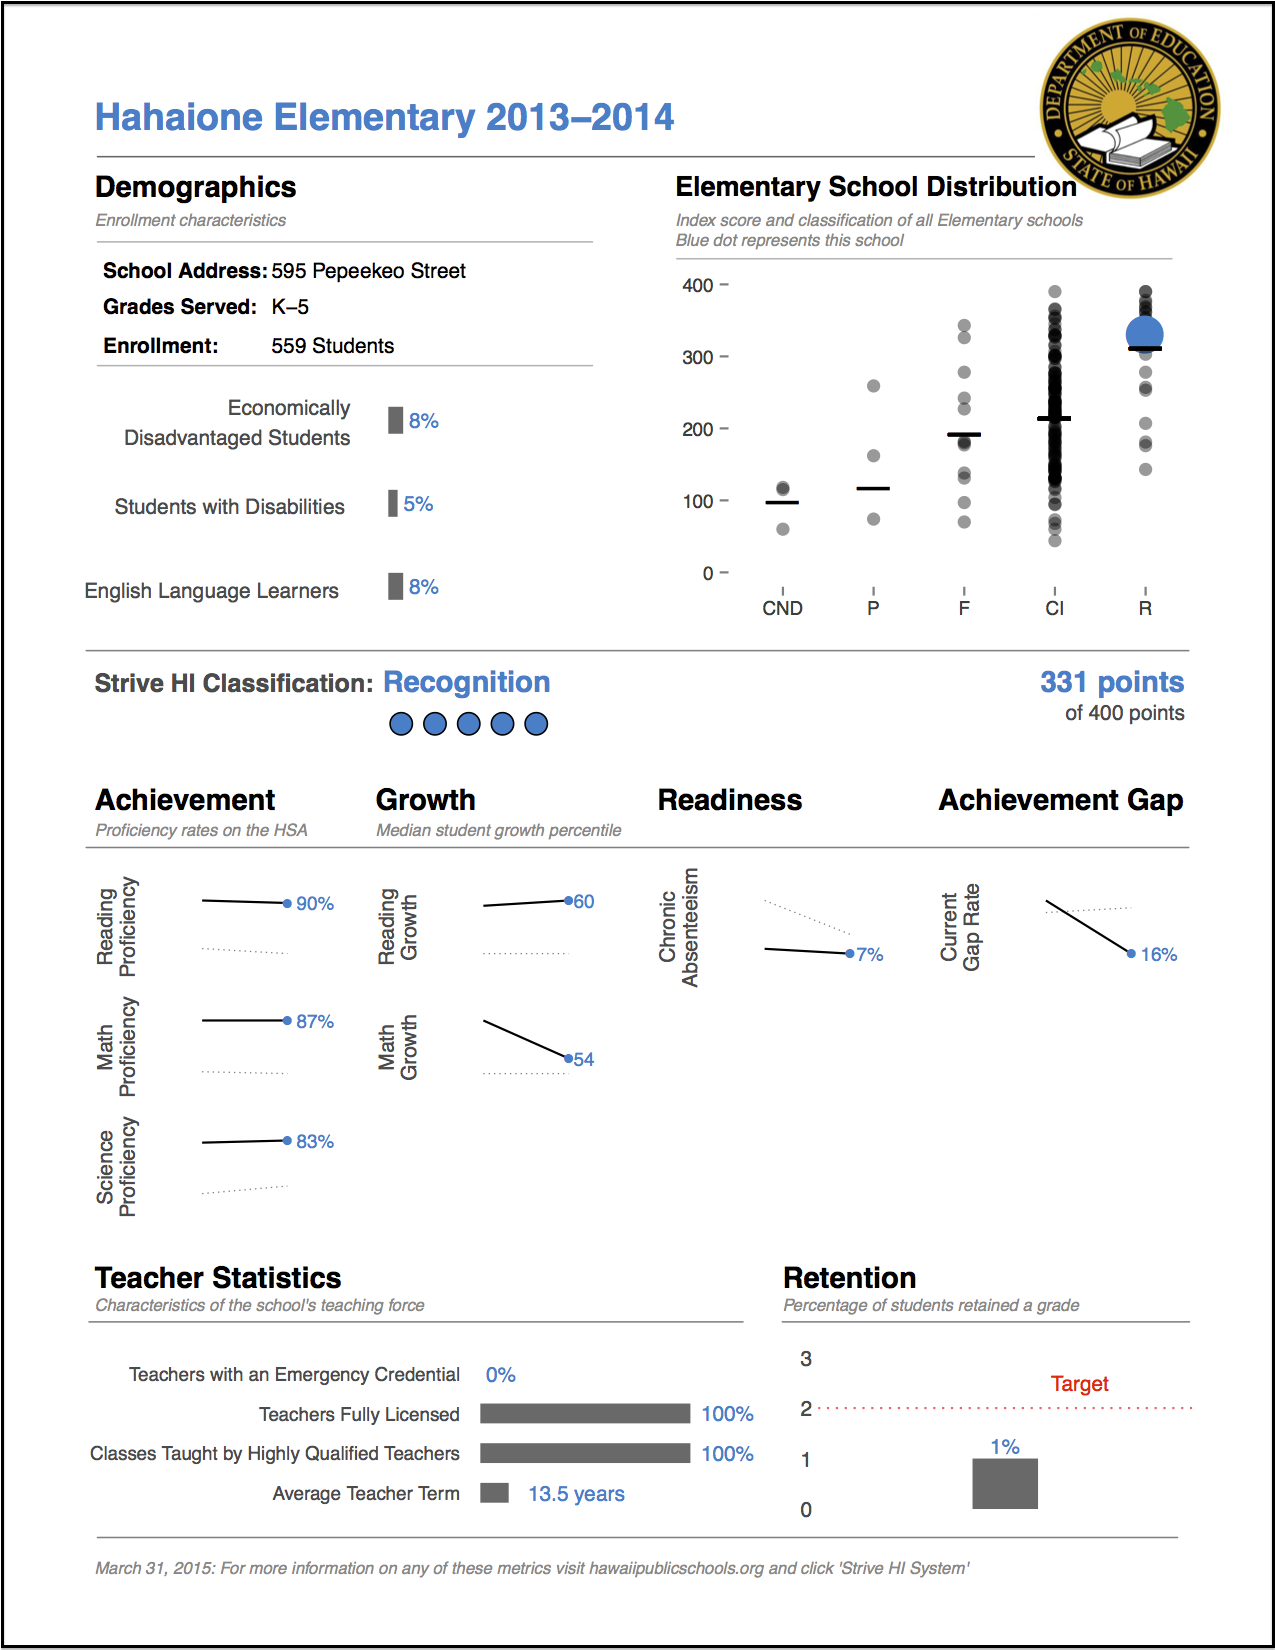 Hahaione Elementary 2013–2014
DEPARTMENT OF EDUCATION
STATE OF HAWAII
Demographics
Enrollment characteristics
School Address: 595 Pepeekeo Street
Grades Served: K–5
Enrollment: 559 Students
Economically
Disadvantaged Students 8%
Students with Disabilities 5%
English Language Learners 8%
Elementary School Distribution
Index score and classification of all Elementary schools
Blue dot represents this school
400
300
200
100
0
CND P F CI R
Strive HI Classification: Recognition
331 points
of 400 points
Achievement
Proficiency rates on the HSA
Reading
Proficiency
90%
Math
Proficiency
87%
Science
Proficiency
83%
Growth
Median student growth percentile
Reading
Growth
60
Math
Growth
54
Readiness
Chronic
Absenteeism
7%
Achievement Gap
Current
Gap Rate
16%
Teacher Statistics
Characteristics of the school's teaching force
Teachers with an Emergency Credential 0%
Teachers Fully Licensed 100%
Classes Taught by Highly Qualified Teachers 100%
Average Teacher Term 13.5 years
Retention
Percentage of students retained a grade
3
Target
2
1%
1
0
March 31, 2015: For more information on any of these metrics visit hawaiipublicschools.org and click 'Strive HI System'